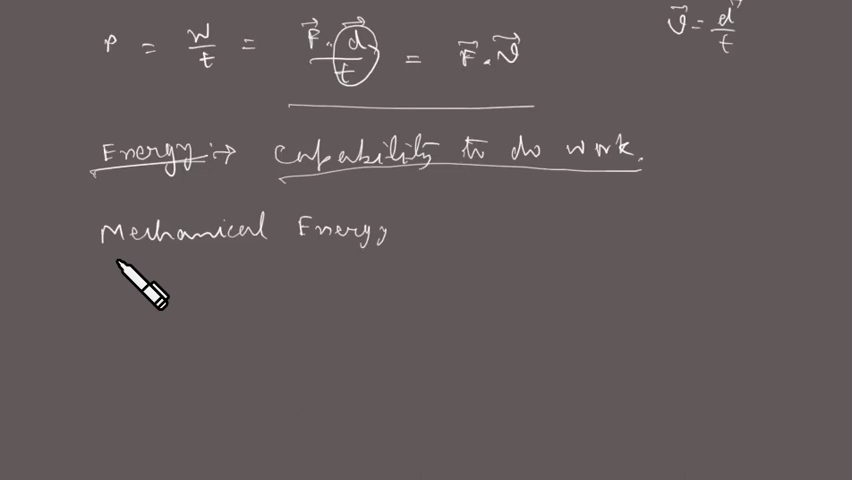 P = W/t = F⃗ . d⃗ / t = F⃗ . v⃗
v⃗ = d⃗/t
Energy :→ Capability to do work.
Mechanical Energy